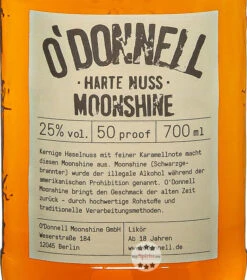 O'DONNELL
· HARTE NUSS ·
MOONSHINE
25% vol.
50 proof
700 ml
Kernige Haselnuss mit feiner Karamellnote macht
diesen Moonshine aus. Moonshine (Schwarzge-
brannter) wurde der illegale Alkohol während der
amerikanischen Prohibition genannt. O'Donnell
Moonshine bringt den Geschmack der alten Zeit
zurück - durch hochwertige Rohstoffe und
traditionelle Verarbeitungsmethoden.
O'Donnell Moonshine GmbH
Weserstraße 184
12045 Berlin
Likör
Ab 18 Jahren